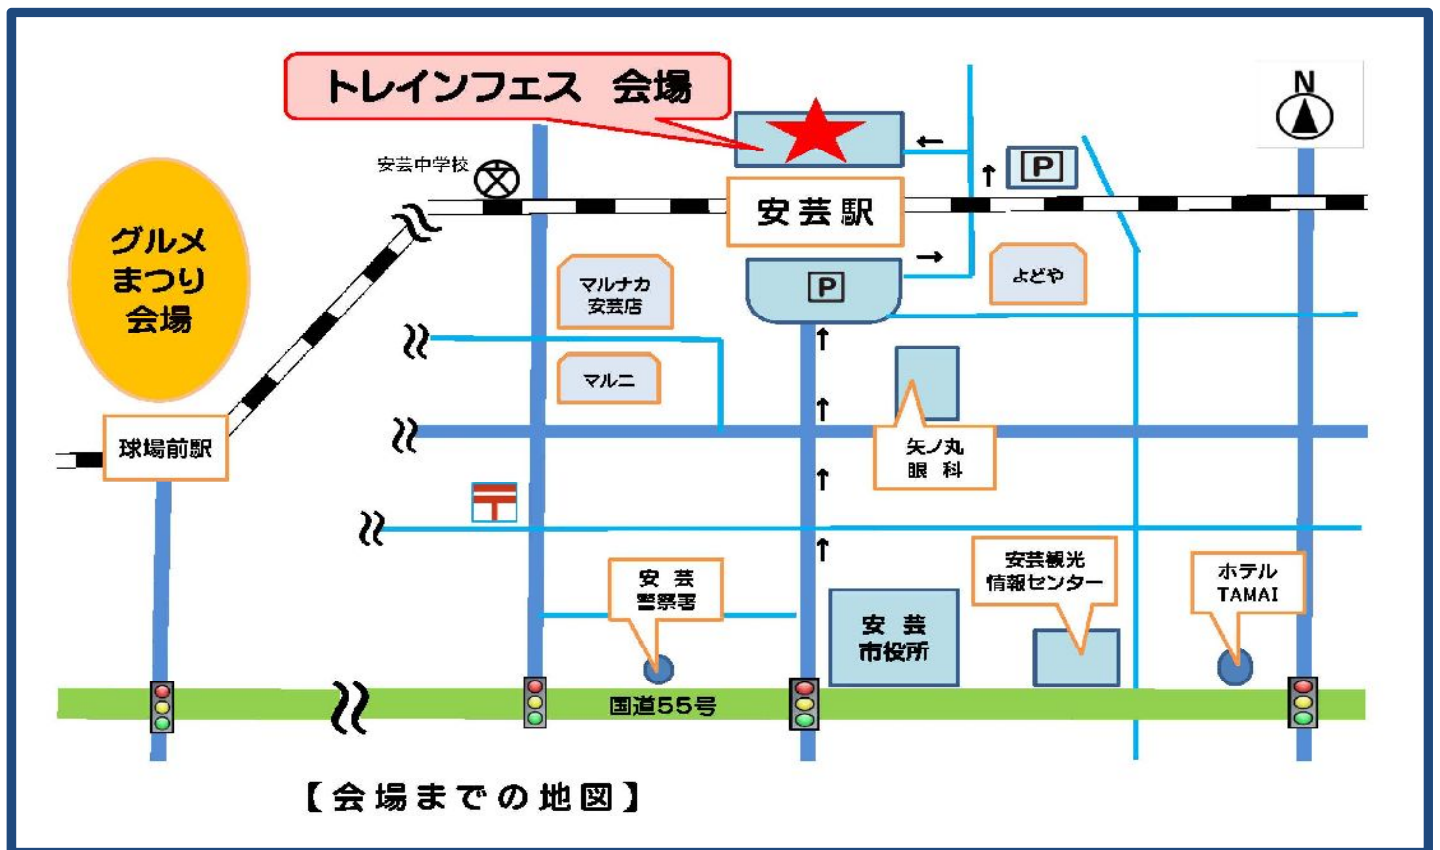 トレインフェス 会場
N
安芸中学校
文
P
安芸駅
グルメ
まつり
会場
マルナカ
安芸店
P
よどや
マルニ
球場前駅
矢ノ丸
眼 科
〒
安 芸
警察署
安芸観光
情報センター
ホテル
TAMAI
安 芸
市役所
国道55号
【会場までの地図】